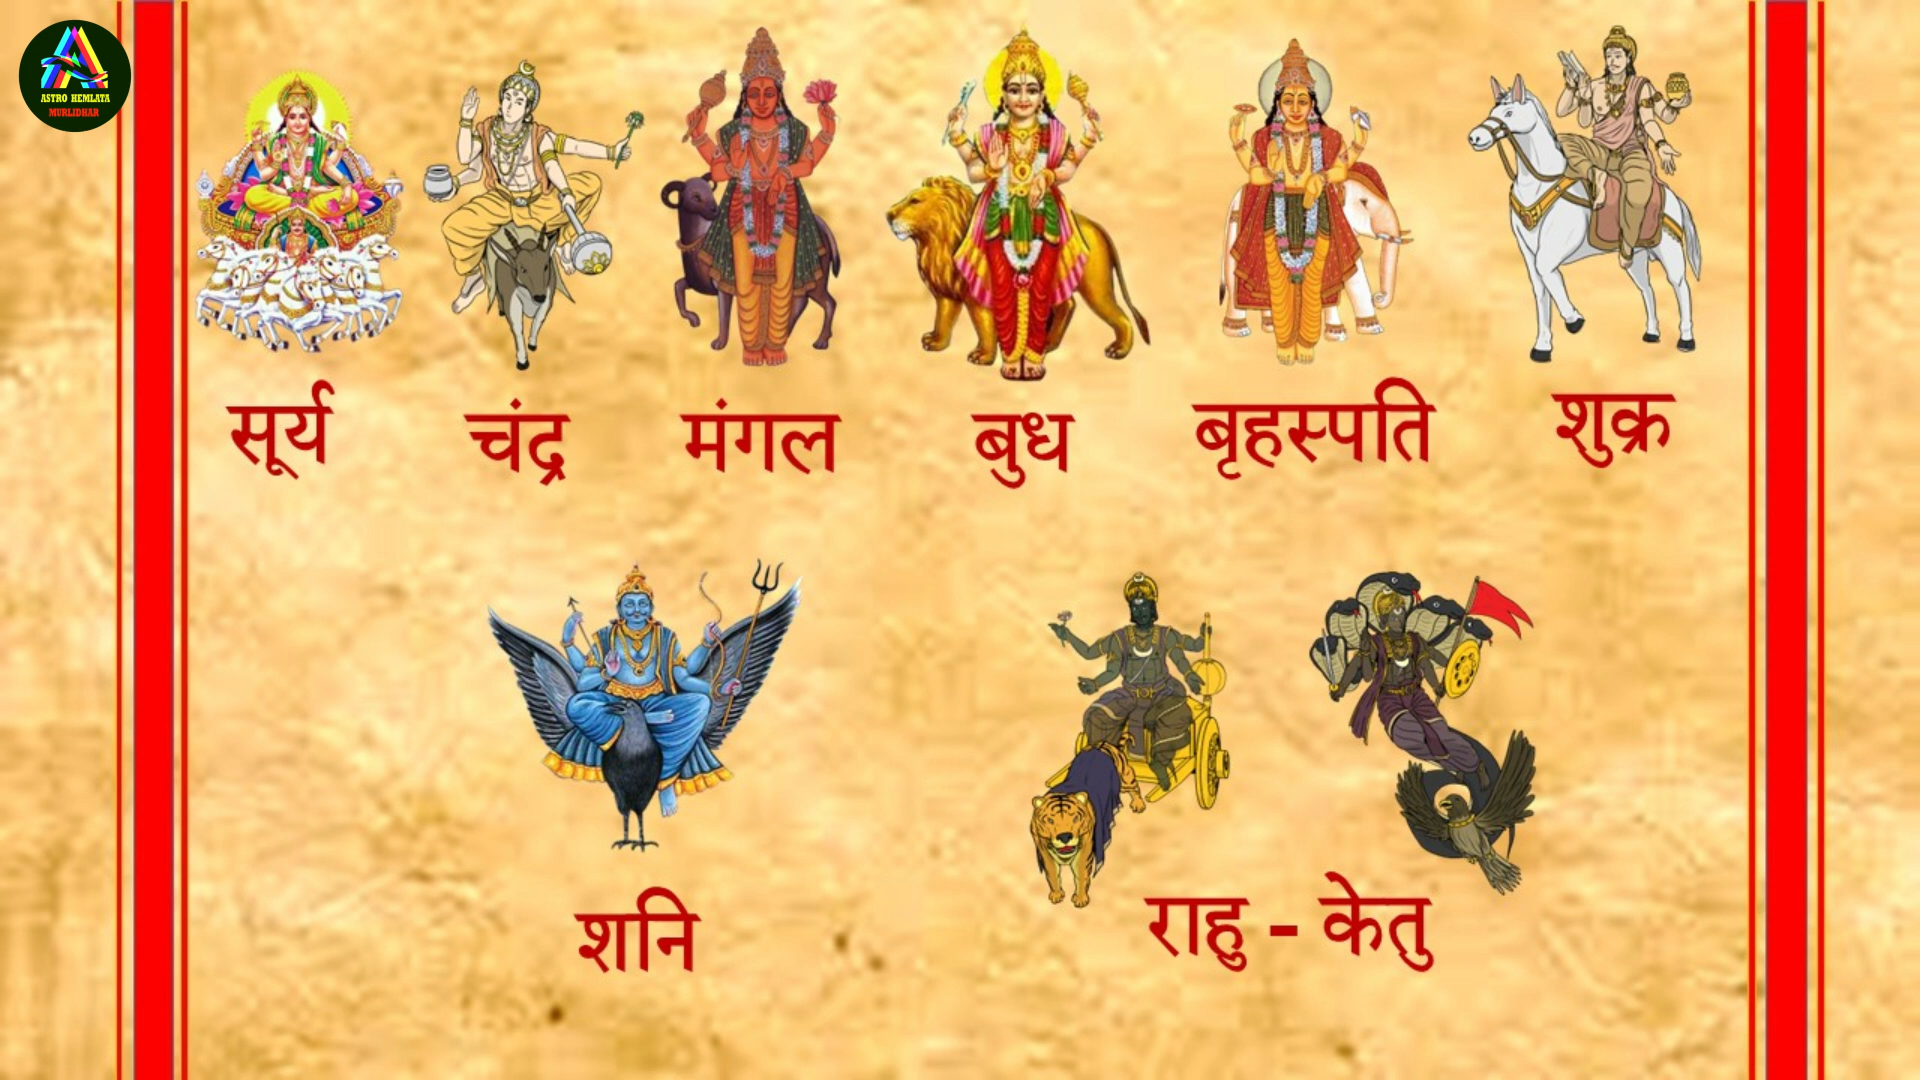 ASTRO HEMLATA
MURLIDHAR
सूर्य
चंद्र
मंगल
बुध
बृहस्पति
शुक्र
शनि
राहु - केतु